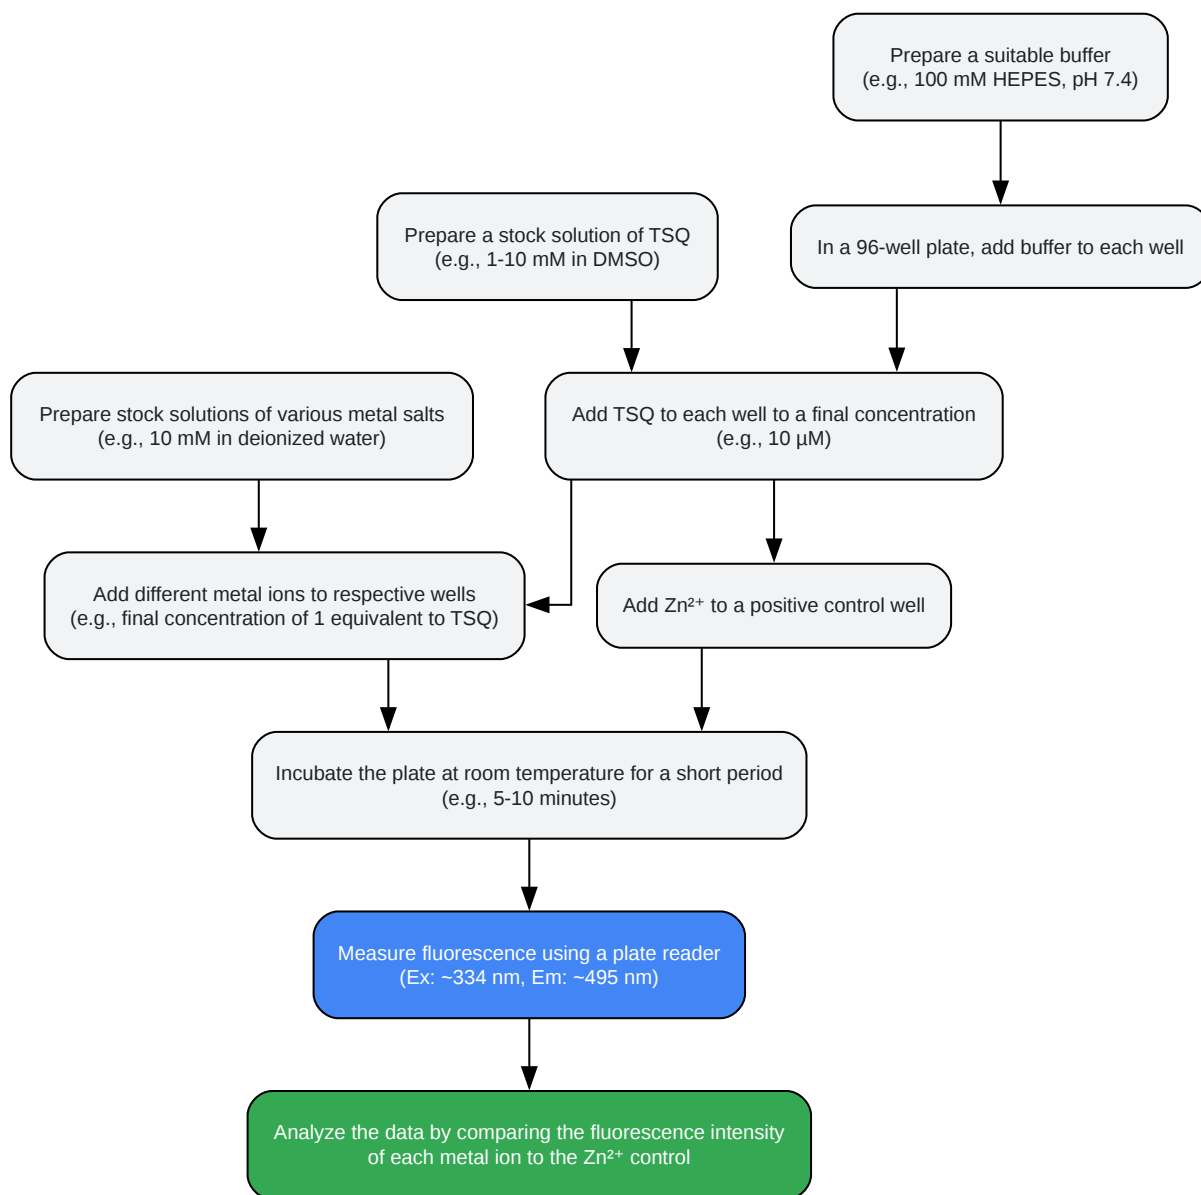 Prepare a suitable buffer
(e.g., 100 mM HEPES, pH 7.4)
Prepare a stock solution of TSQ
(e.g., 1-10 mM in DMSO)
In a 96-well plate, add buffer to each well
Prepare stock solutions of various metal salts
(e.g., 10 mM in deionized water)
Add TSQ to each well to a final concentration
(e.g., 10 µM)
Add different metal ions to respective wells
(e.g., final concentration of 1 equivalent to TSQ)
Add Zn²⁺ to a positive control well
Incubate the plate at room temperature for a short period
(e.g., 5-10 minutes)
Measure fluorescence using a plate reader
(Ex: ~334 nm, Em: ~495 nm)
Analyze the data by comparing the fluorescence intensity
of each metal ion to the Zn²⁺ control